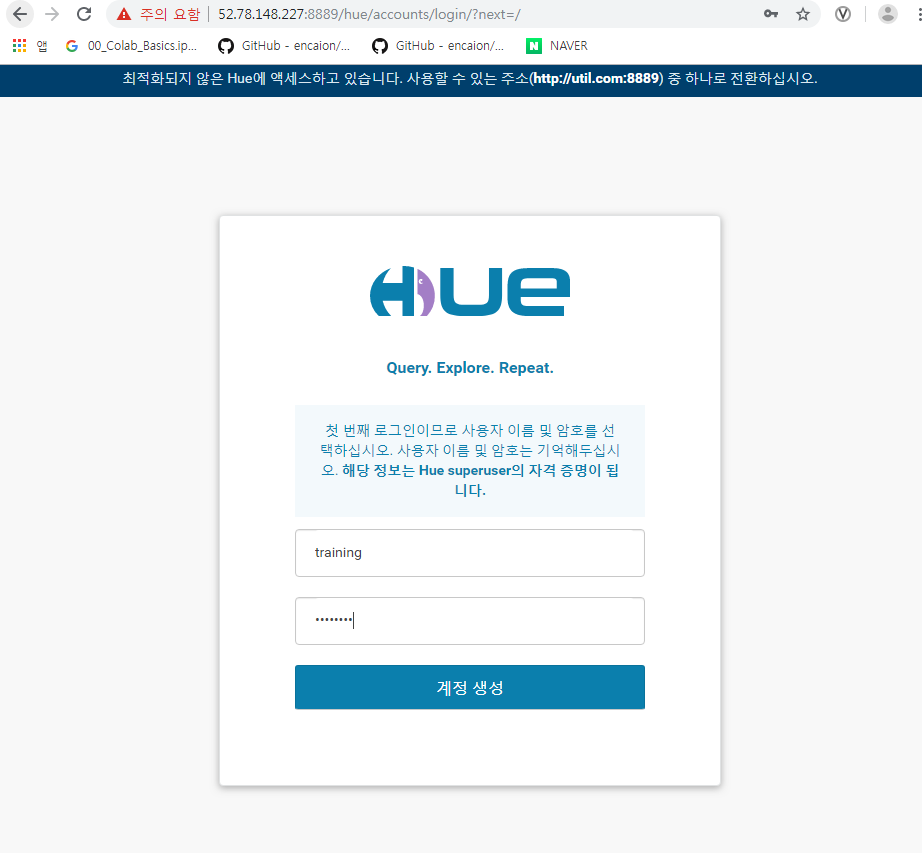 주의 요함 52.78.148.227:8889/hue/accounts/login/?next=/
앱 00_Colab_Basics.ip... GitHub - encaion/... GitHub - encaion/... NAVER
최적화되지 않은 Hue에 액세스하고 있습니다. 사용할 수 있는 주소(http://util.com:8889) 중 하나로 전환하십시오.
HUE
Query. Explore. Repeat.
첫 번째 로그인이므로 사용자 이름 및 암호를 선
택하십시오. 사용자 이름 및 암호는 기억해두십시
오. 해당 정보는 Hue superuser의 자격 증명이 됩
니다.
training
••••••••
계정 생성